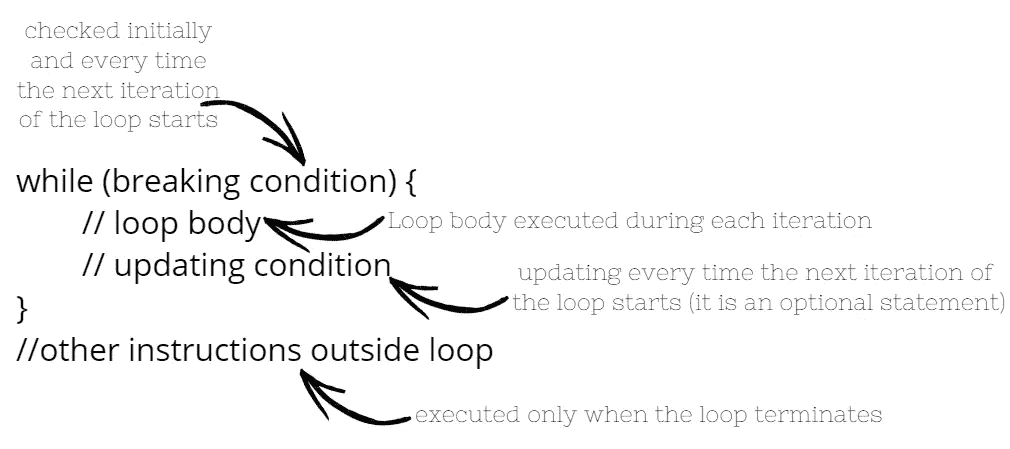 checked initially
and every time
the next iteration
of the loop starts
while (breaking condition) {
// loop body
Loop body executed during each iteration
// updating condition
updating every time the next iteration of
the loop starts (it is an optional statement)
}
//other instructions outside loop
executed only when the loop terminates